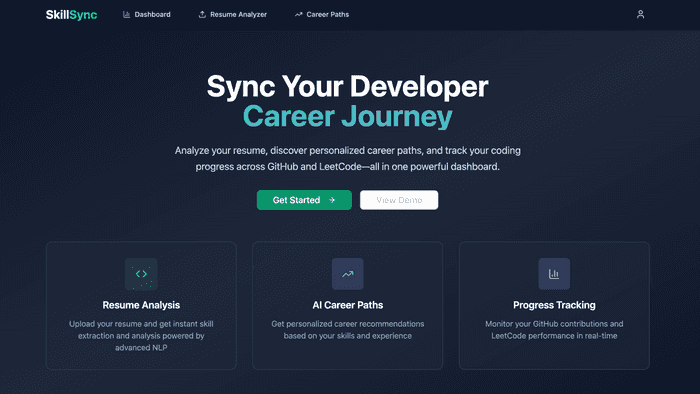 SkillSync
Dashboard
Resume Analyzer
Career Paths
Sync Your Developer
Career Journey
Analyze your resume, discover personalized career paths, and track your coding
progress across GitHub and LeetCode—all in one powerful dashboard.
Get Started
View Demo
Resume Analysis
Upload your resume and get instant skill
extraction and analysis powered by
advanced NLP
AI Career Paths
Get personalized career recommendations
based on your skills and experience
Progress Tracking
Monitor your GitHub contributions and
LeetCode performance in real-time